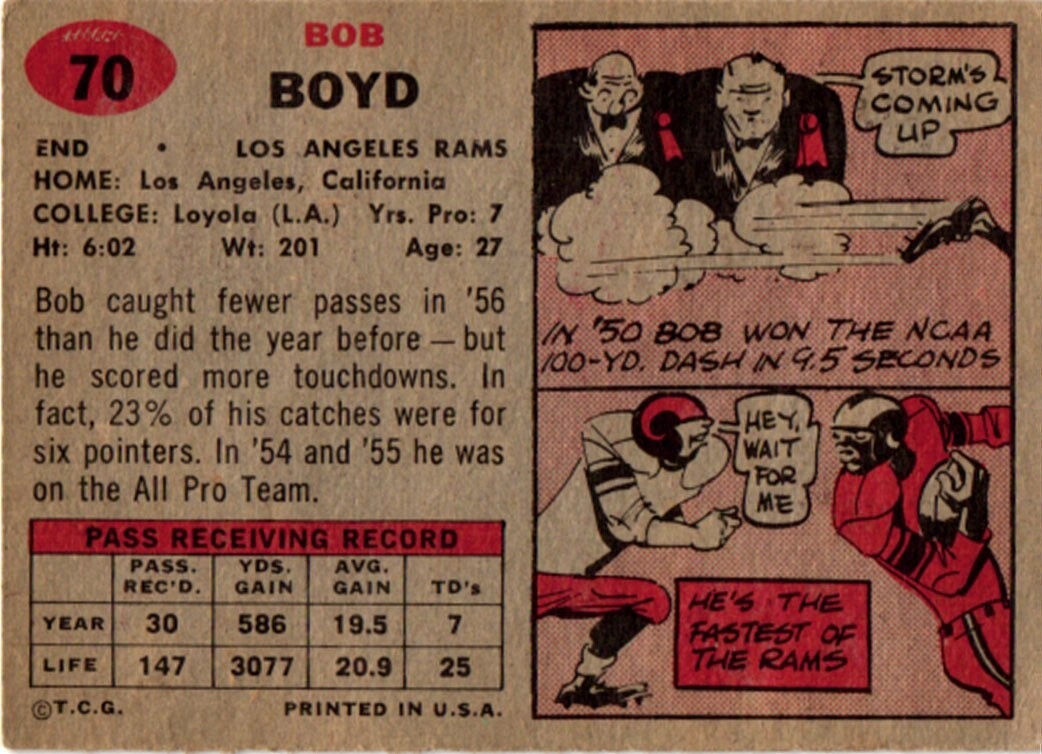 70
BOB
BOYD
END • LOS ANGELES RAMS
HOME: Los Angeles, California
COLLEGE: Loyola (L.A.) Yrs. Pro: 7
Ht: 6:02 Wt: 201 Age: 27
Bob caught fewer passes in '56
than he did the year before — but
he scored more touchdowns. In
fact, 23% of his catches were for
six pointers. In '54 and '55 he was
on the All Pro Team.
PASS RECEIVING RECORD
PASS. REC'D. YDS. GAIN AVG. GAIN TD's
YEAR 30 586 19.5 7
LIFE 147 3077 20.9 25
©T.C.G. PRINTED IN U.S.A.
STORM'S
COMING
UP
IN '50 BOB WON THE NCAA
100-YD. DASH IN 9.5 SECONDS
HEY,
WAIT
FOR
ME
HE'S THE
FASTEST OF
THE RAMS